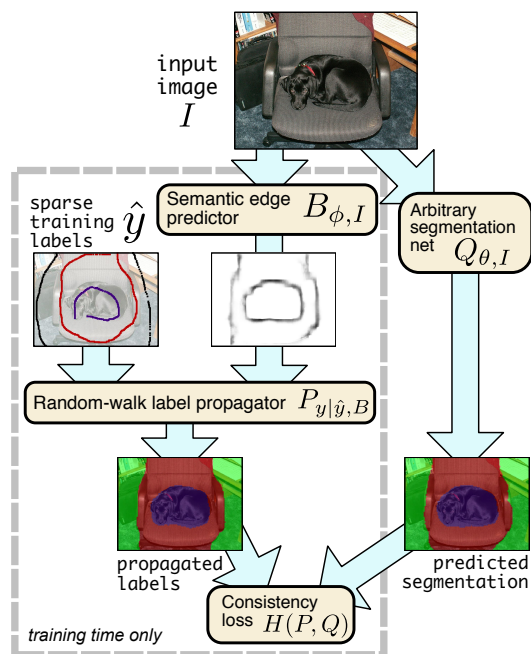 input
image
I
Semantic edge
predictor B_{ϕ,I}
sparse
training
labels ŷ
Arbitrary
segmentation
net Q_{θ,I}
Random-walk label propagator P_{y|ŷ,B}
propagated
labels
predicted
segmentation
Consistency
loss H(P,Q)
training time only